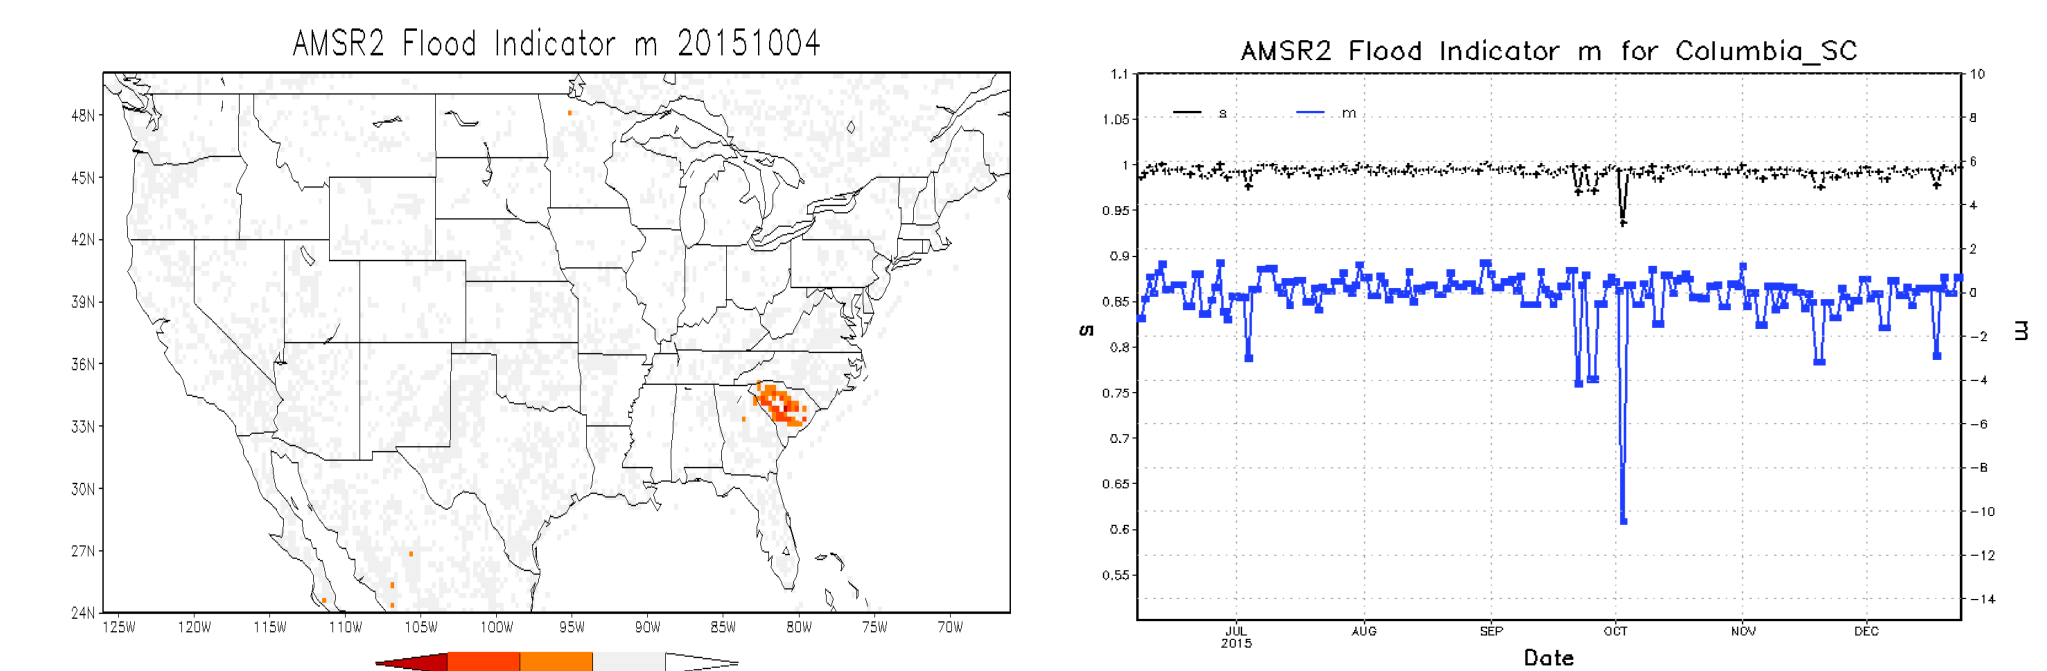 AMSR2 Flood Indicator m 20151004
48N
45N
42N
39N
36N
33N
30N
27N
24N
125W 120W 115W 110W 105W 100W 95W 90W 85W 80W 75W 70W
AMSR2 Flood Indicator m for Columbia_SC
s m
1.1
1.05
1
0.95
0.9
0.85
0.8
0.75
0.7
0.65
0.6
0.55
s
10
8
6
4
2
0
-2
-4
-6
-8
-10
-12
-14
m
JUL AUG SEP OCT NOV DEC
2015
Date